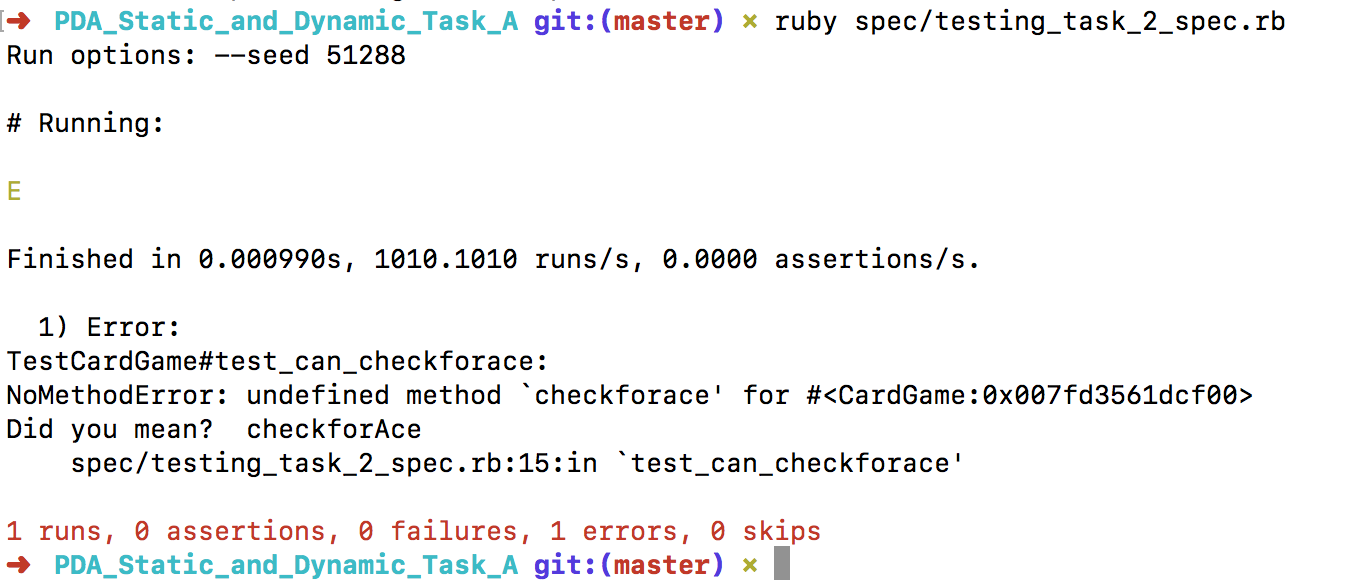 ➜ PDA_Static_and_Dynamic_Task_A git:(master) × ruby spec/testing_task_2_spec.rb
Run options: --seed 51288
# Running:
E
Finished in 0.000990s, 1010.1010 runs/s, 0.0000 assertions/s.
1) Error:
TestCardGame#test_can_checkforace:
NoMethodError: undefined method `checkforace' for #<CardGame:0x007fd3561dcf00>
Did you mean?  checkforAce
spec/testing_task_2_spec.rb:15:in `test_can_checkforace'
1 runs, 0 assertions, 0 failures, 1 errors, 0 skips
➜ PDA_Static_and_Dynamic_Task_A git:(master) ×